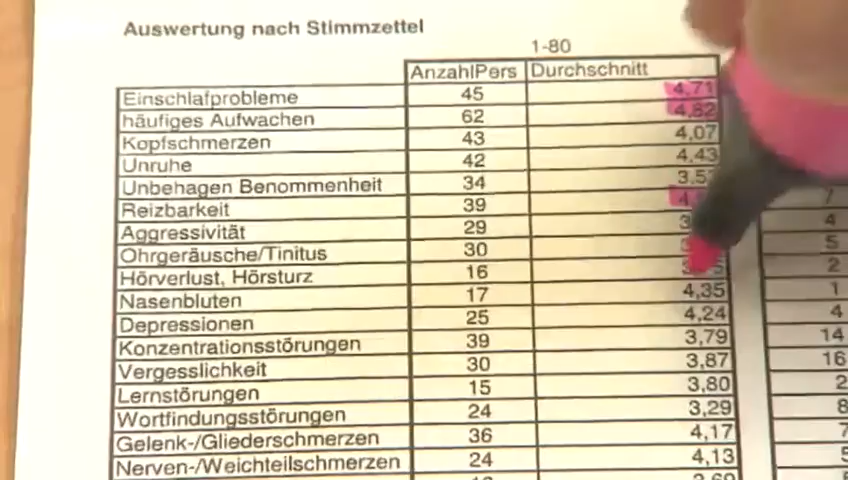 Auswertung nach Stimmzettel
1-80
AnzahlPers Durchschnitt
Einschlafprobleme 45 4,71
häufiges Aufwachen 62 4,82
Kopfschmerzen 43 4,07
Unruhe 42 4,43
Unbehagen Benommenheit 34
Reizbarkeit 39 7
Aggressivität 29 4
Ohrgeräusche/Tinitus 30 5
Hörverlust, Hörsturz 16 2
Nasenbluten 17 4,35 1
Depressionen 25 4,24 4
Konzentrationsstörungen 39 3,79 14
Vergesslichkeit 30 3,87 16
Lernstörungen 15 3,80 2
Wortfindungsstörungen 24 3,29 8
Gelenk-/Gliederschmerzen 36 4,17 7
Nerven-/Weichteilschmerzen 24 4,13 5